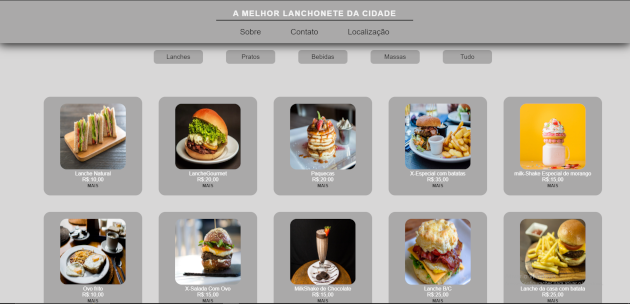 A MELHOR LANCHONETE DA CIDADE
Sobre Contato Localização
Lanches Pratos Bebidas Massas Tudo
Lanche Natural
R$ 10,00
MAIS
LancheGourmet
R$ 20,00
MAIS
Paquecas
R$ 20,00
MAIS
X-Especial com batatas
R$ 35,00
MAIS
milk-Shake Especial de morango
R$ 15,00
MAIS
Ovo frito
R$ 10,00
MAIS
X-Salada Com Ovo
R$ 15,00
MAIS
MilkShake de Chocolate
R$ 15,00
MAIS
Lanche B/C
R$ 25,00
MAIS
Lanche da casa com batata
R$ 25,00
MAIS